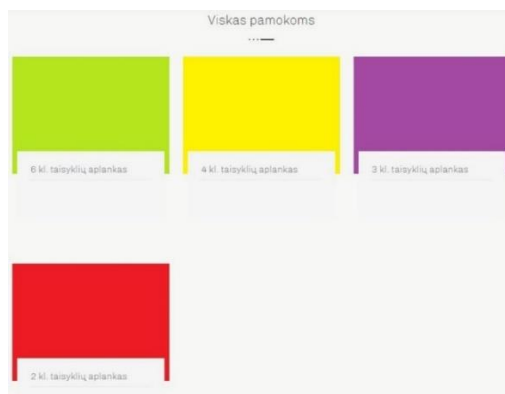 Viskas pamokoms
6 kl. taisyklių aplankas
4 kl. taisyklių aplankas
3 kl. taisyklių aplankas
2 kl. taisyklių aplankas